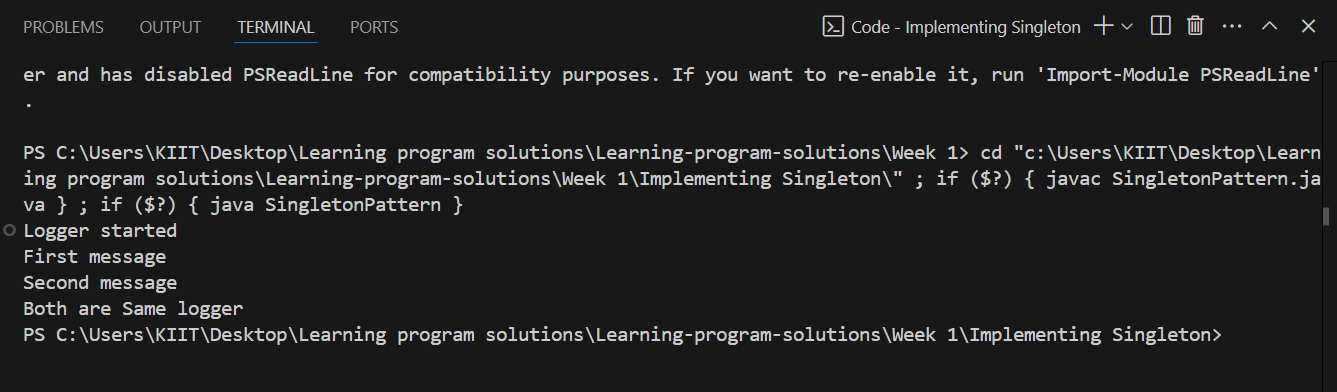 PROBLEMS OUTPUT TERMINAL PORTS Code - Implementing Singleton
er and has disabled PSReadLine for compatibility purposes. If you want to re-enable it, run 'Import-Module PSReadLine'
.
PS C:\Users\KIIT\Desktop\Learning program solutions\Learning-program-solutions\Week 1> cd "c:\Users\KIIT\Desktop\Learn
ing program solutions\Learning-program-solutions\Week 1\Implementing Singleton\" ; if ($?) { javac SingletonPattern.ja
va } ; if ($?) { java SingletonPattern }
Logger started
First message
Second message
Both are Same logger
PS C:\Users\KIIT\Desktop\Learning program solutions\Learning-program-solutions\Week 1\Implementing Singleton>